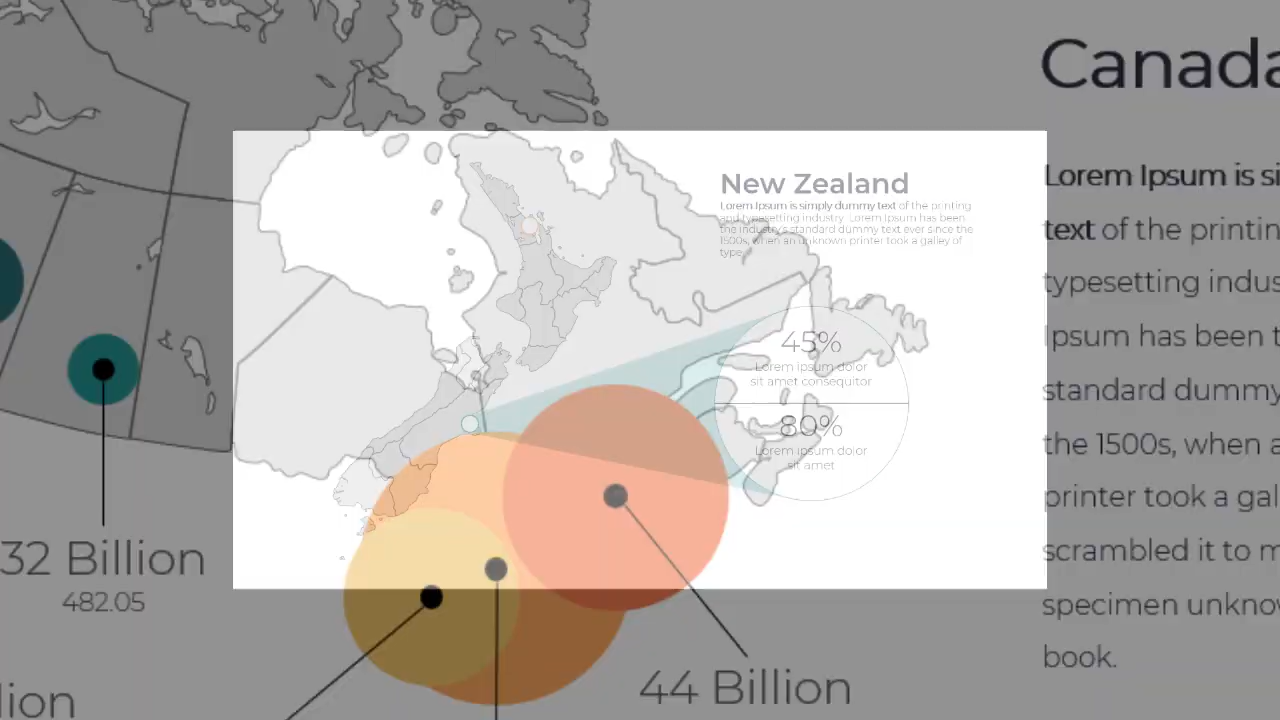 Canada
Lorem Ipsum is si
text of the printin
typesetting indus
Ipsum has been t
standard dummy
the 1500s, when a
printer took a gal
scrambled it to m
specimen unknow
book.
New Zealand
Lorem Ipsum is simply dummy text of the printing
and typesetting industry. Lorem Ipsum has been
the industry's standard dummy text ever since the
1500s, when an unknown printer took a galley of
type
45%
Lorem ipsum dolor
sit amet consequitor
80%
Lorem ipsum dolor
sit amet
32 Billion
482.05
44 Billion
lion